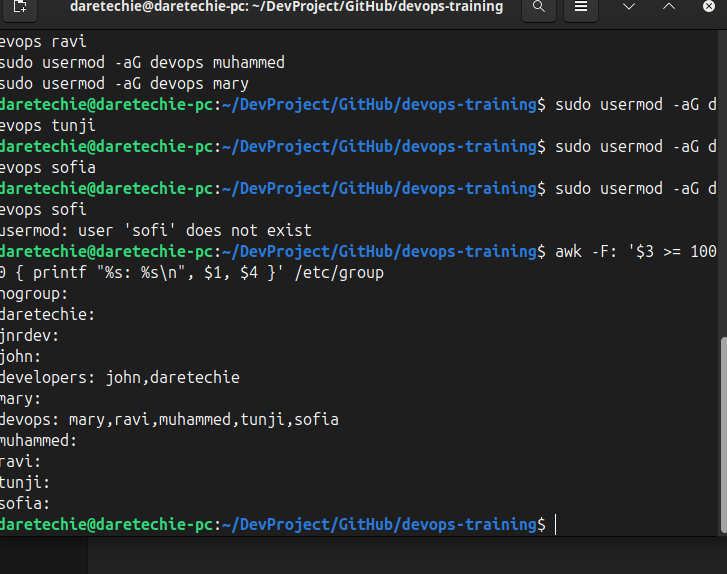 daretechie@daretechie-pc: ~/DevProject/GitHub/devops-training
evops ravi
sudo usermod -aG devops muhammed
sudo usermod -aG devops mary
daretechie@daretechie-pc:~/DevProject/GitHub/devops-training$ sudo usermod -aG d
evops tunji
daretechie@daretechie-pc:~/DevProject/GitHub/devops-training$ sudo usermod -aG d
evops sofia
daretechie@daretechie-pc:~/DevProject/GitHub/devops-training$ sudo usermod -aG d
evops sofi
usermod: user 'sofi' does not exist
daretechie@daretechie-pc:~/DevProject/GitHub/devops-training$ awk -F: '$3 >= 100
0 { printf "%s: %s\n", $1, $4 }' /etc/group
nogroup:
daretechie:
jnrdev:
john:
developers: john,daretechie
mary:
devops: mary,ravi,muhammed,tunji,sofia
muhammed:
ravi:
tunji:
sofia:
daretechie@daretechie-pc:~/DevProject/GitHub/devops-training$